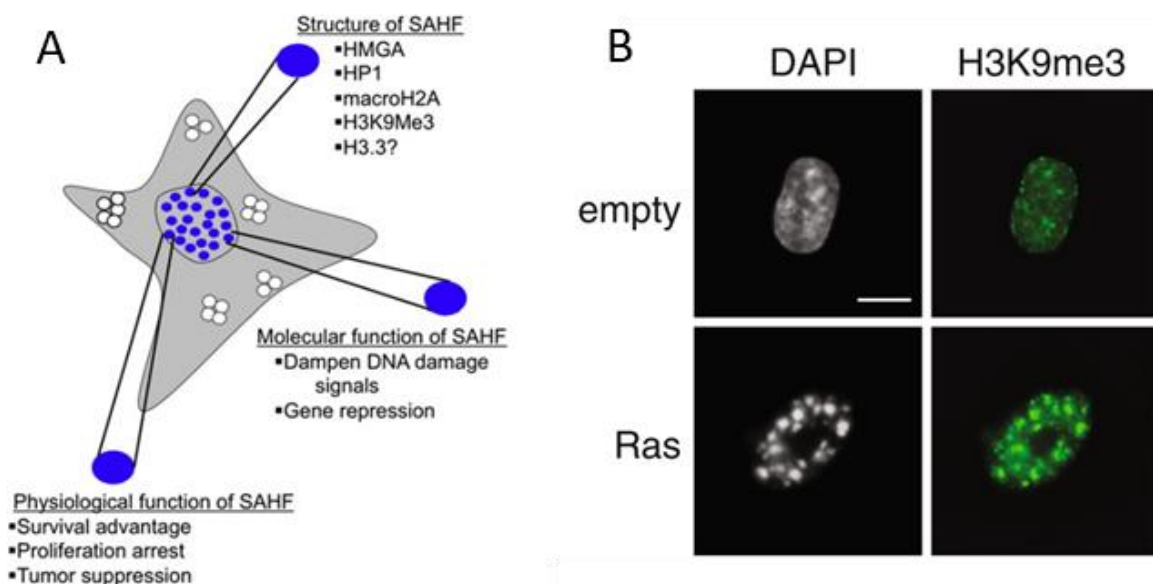 A
Structure of SAHF
▪HMGA
▪HP1
▪macroH2A
▪H3K9Me3
▪H3.3?
Molecular function of SAHF
▪Dampen DNA damage
signals
▪Gene repression
Physiological function of SAHF
▪Survival advantage
▪Proliferation arrest
▪Tumor suppression
B
DAPI H3K9me3
empty
Ras